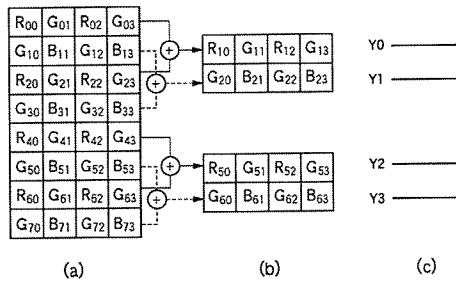 R00 G01 R02 G03
G10 B11 G12 B13
R20 G21 R22 G23
G30 B31 G32 B33
R40 G41 R42 G43
G50 B51 G52 B53
R60 G61 R62 G63
G70 B71 G72 B73
(a)
R10 G11 R12 G13
G20 B21 G22 B23
R50 G51 R52 G53
G60 B61 G62 B63
(b)
Y0
Y1
Y2
Y3
(c)